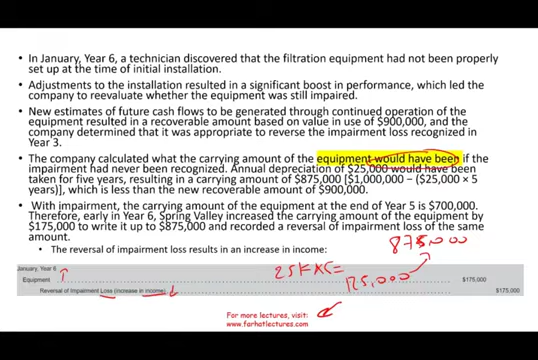 • In January, Year 6, a technician discovered that the filtration equipment had not been properly
set up at the time of initial installation.
• Adjustments to the installation resulted in a significant boost in performance, which led the
company to reevaluate whether the equipment was still impaired.
• New estimates of future cash flows to be generated through continued operation of the
equipment resulted in a recoverable amount based on value in use of $900,000, and the
company determined that it was appropriate to reverse the impairment loss recognized in
Year 3.
• The company calculated what the carrying amount of the equipment would have been if the
impairment had never been recognized. Annual depreciation of $25,000 would have been
taken for five years, resulting in a carrying amount of $875,000 [$1,000,000 − ($25,000 × 5
years)], which is less than the new recoverable amount of $900,000.
• With impairment, the carrying amount of the equipment at the end of Year 5 is $700,000.
Therefore, early in Year 6, Spring Valley increased the carrying amount of the equipment by
$175,000 to write it up to $875,000 and recorded a reversal of impairment loss of the same
amount.
875,000
• The reversal of impairment loss results in an increase in income:
January, Year 6
Equipment $175,000
125,000
Reversal of Impairment Loss (increase in income) $175,000
For more lectures, visit:
www.farhatlectures.com